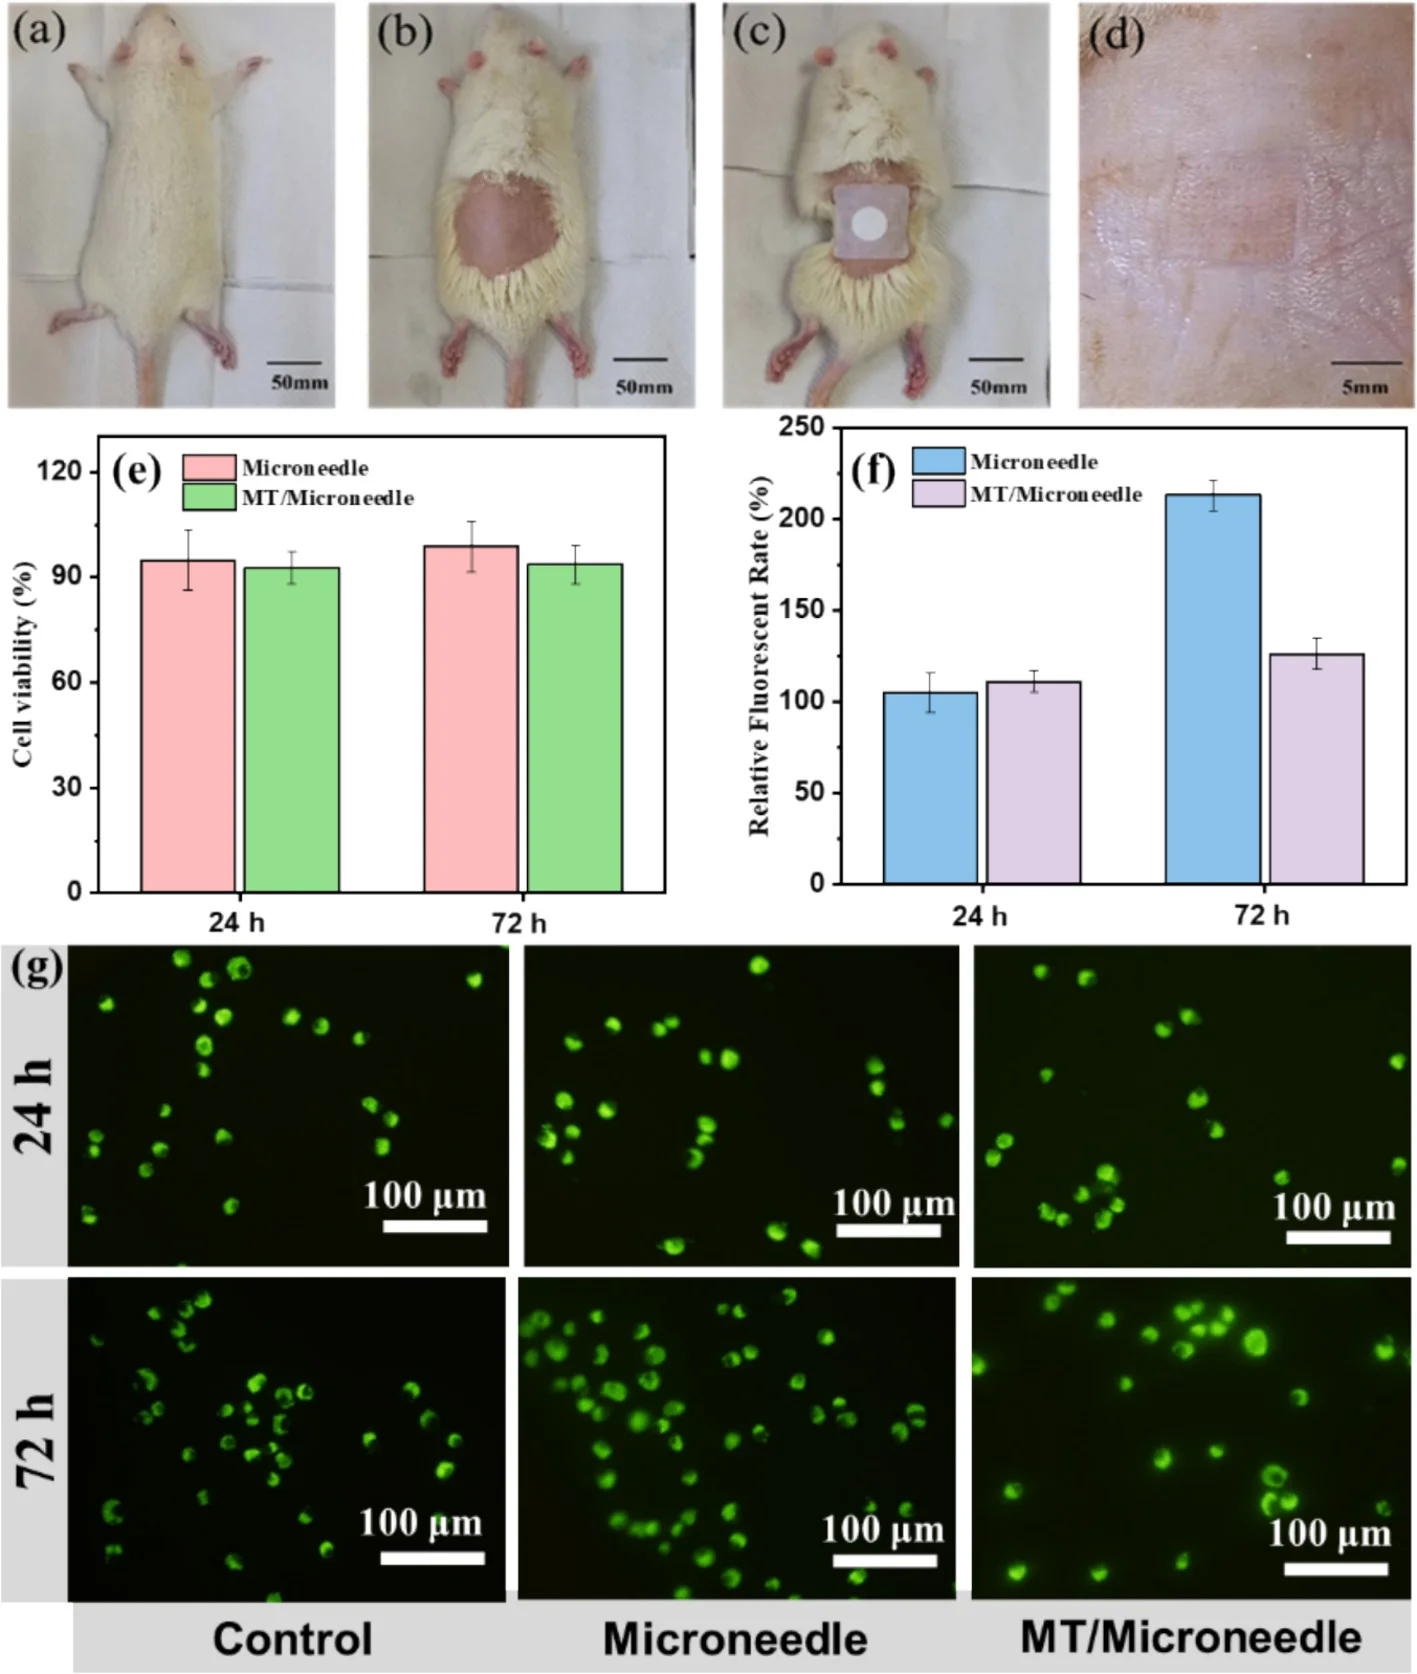 (a)
50mm
(b)
50mm
(c)
50mm
(d)
5mm
(e)
Microneedle
MT/Microneedle
Cell viability (%)
120
90
60
30
0
24 h
72 h
(f)
Microneedle
MT/Microneedle
Relative Fluorescent Rate (%)
250
200
150
100
50
0
24 h
72 h
(g)
24 h
100 μm
100 μm
100 μm
72 h
100 μm
100 μm
100 μm
Control
Microneedle
MT/Microneedle